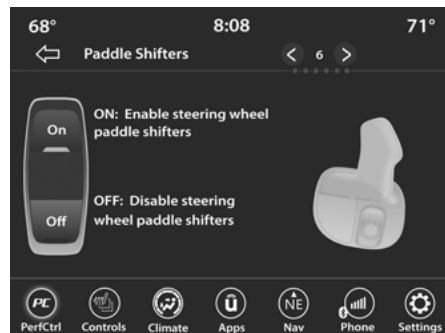 68°
8:08
71°
Paddle Shifters
6
On
ON: Enable steering wheel
paddle shifters
Off
OFF: Disable steering
wheel paddle shifters
PC
û
NE
PerfCtrl
Controls
Climate
Apps
Nav
Phone
Settings